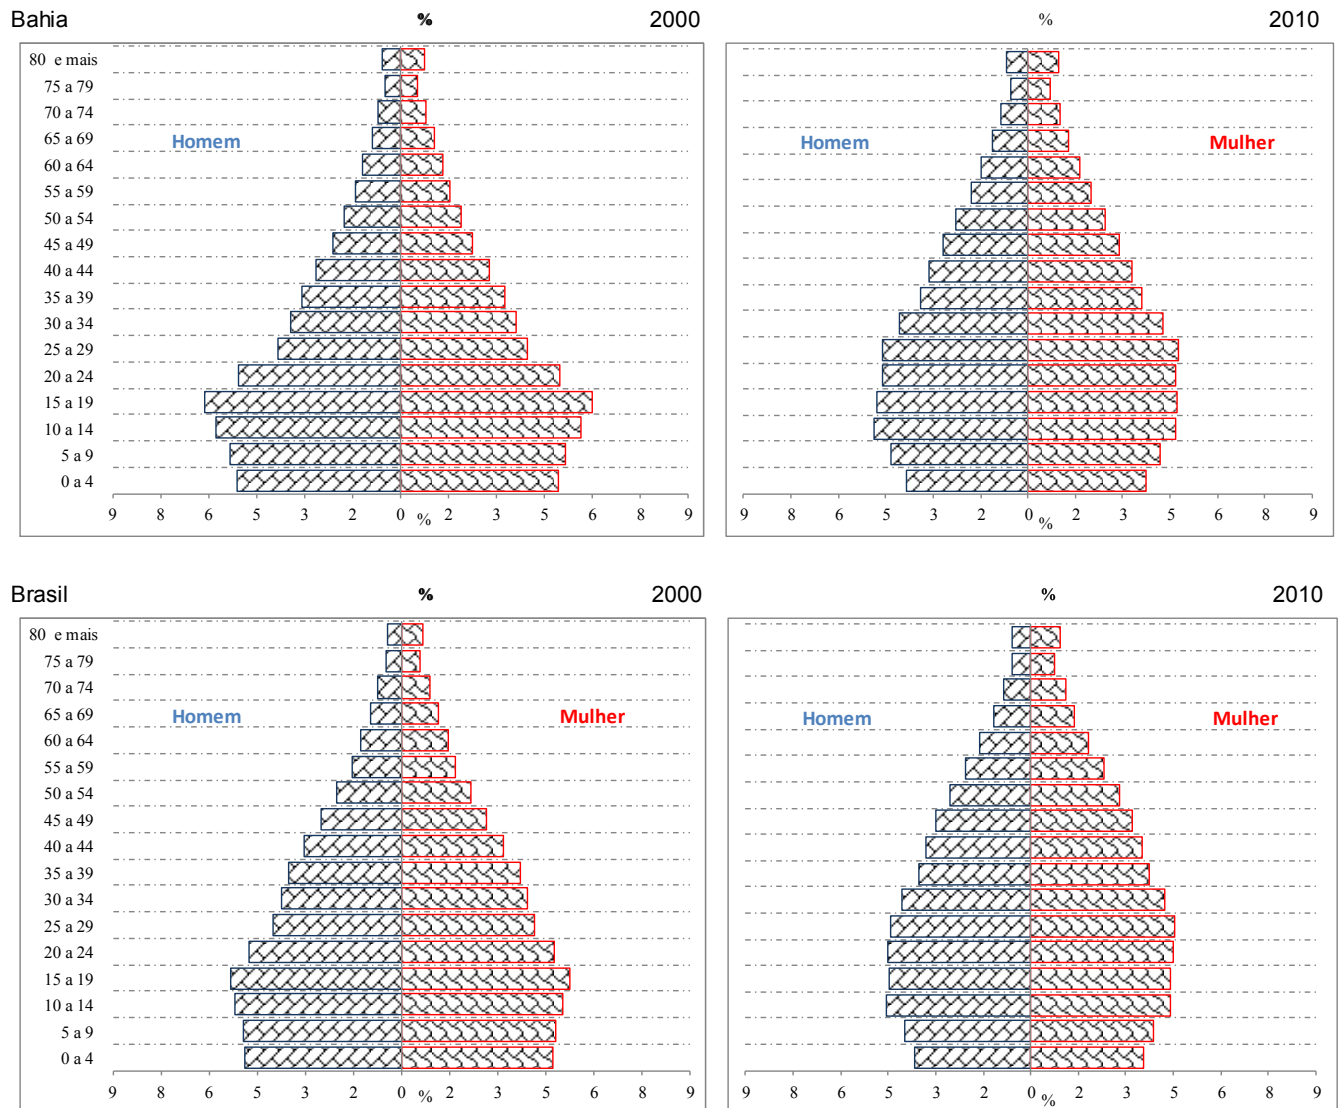 Bahia % 2000 % 2010
80 e mais
75 a 79
70 a 74
65 a 69
Homem Homem Mulher
60 a 64
55 a 59
50 a 54
45 a 49
40 a 44
35 a 39
30 a 34
25 a 29
20 a 24
15 a 19
10 a 14
5 a 9
0 a 4
9 8 6 5 2 0 2 3 5 6 9 9 8 6 5 3 2 0 2 3 5 6 8 9
% %
Brasil % 2000 % 2010
80 e mais
75 a 79
70 a 74
65 a 69
Homem Mulher Homem Mulher
60 a 64
55 a 59
50 a 54
45 a 49
40 a 44
35 a 39
30 a 34
25 a 29
20 a 24
15 a 19
10 a 14
5 a 9
0 a 4
9 8 6 5 3 2 0 2 3 5 6 8 9 9 8 6 5 3 2 0 2 3 5 6 8 9
% %